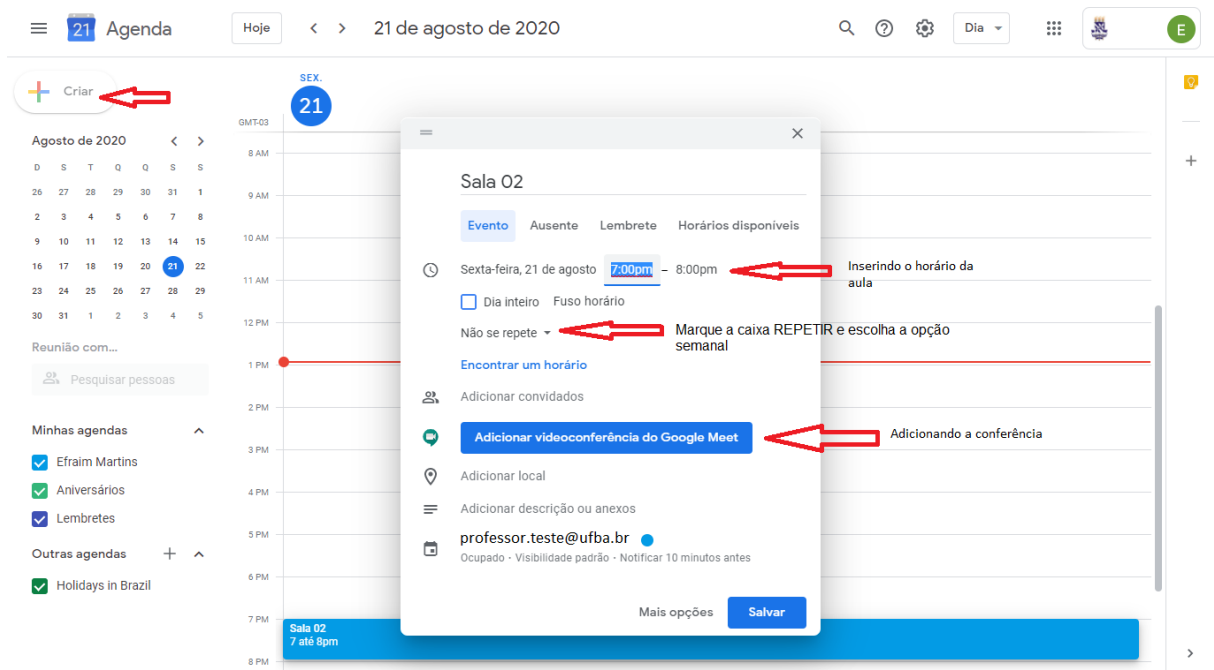 21 Agenda Hoje 21 de agosto de 2020 Dia E
Criar
SEX.
21
GMT-03
Agosto de 2020
D S T Q Q S S
26 27 28 29 30 31 1
2 3 4 5 6 7 8
9 10 11 12 13 14 15
16 17 18 19 20 21 22
23 24 25 26 27 28 29
30 31 1 2 3 4 5
Reunião com...
Pesquisar pessoas
Minhas agendas
Efraim Martins
Aniversários
Lembretes
Outras agendas
Holidays in Brazil
8 AM
9 AM
10 AM
11 AM
12 PM
1 PM
2 PM
3 PM
4 PM
5 PM
6 PM
7 PM
8 PM
Sala 02
7 até 8pm
Sala 02
Evento Ausente Lembrete Horários disponíveis
Sexta-feira, 21 de agosto 7:00pm – 8:00pm
Inserindo o horário da
aula
Dia inteiro Fuso horário
Não se repete
Marque a caixa REPETIR e escolha a opção
semanal
Encontrar um horário
Adicionar convidados
Adicionar videoconferência do Google Meet
Adicionando a conferência
Adicionar local
Adicionar descrição ou anexos
professor.teste@ufba.br
Ocupado · Visibilidade padrão · Notificar 10 minutos antes
Mais opções Salvar